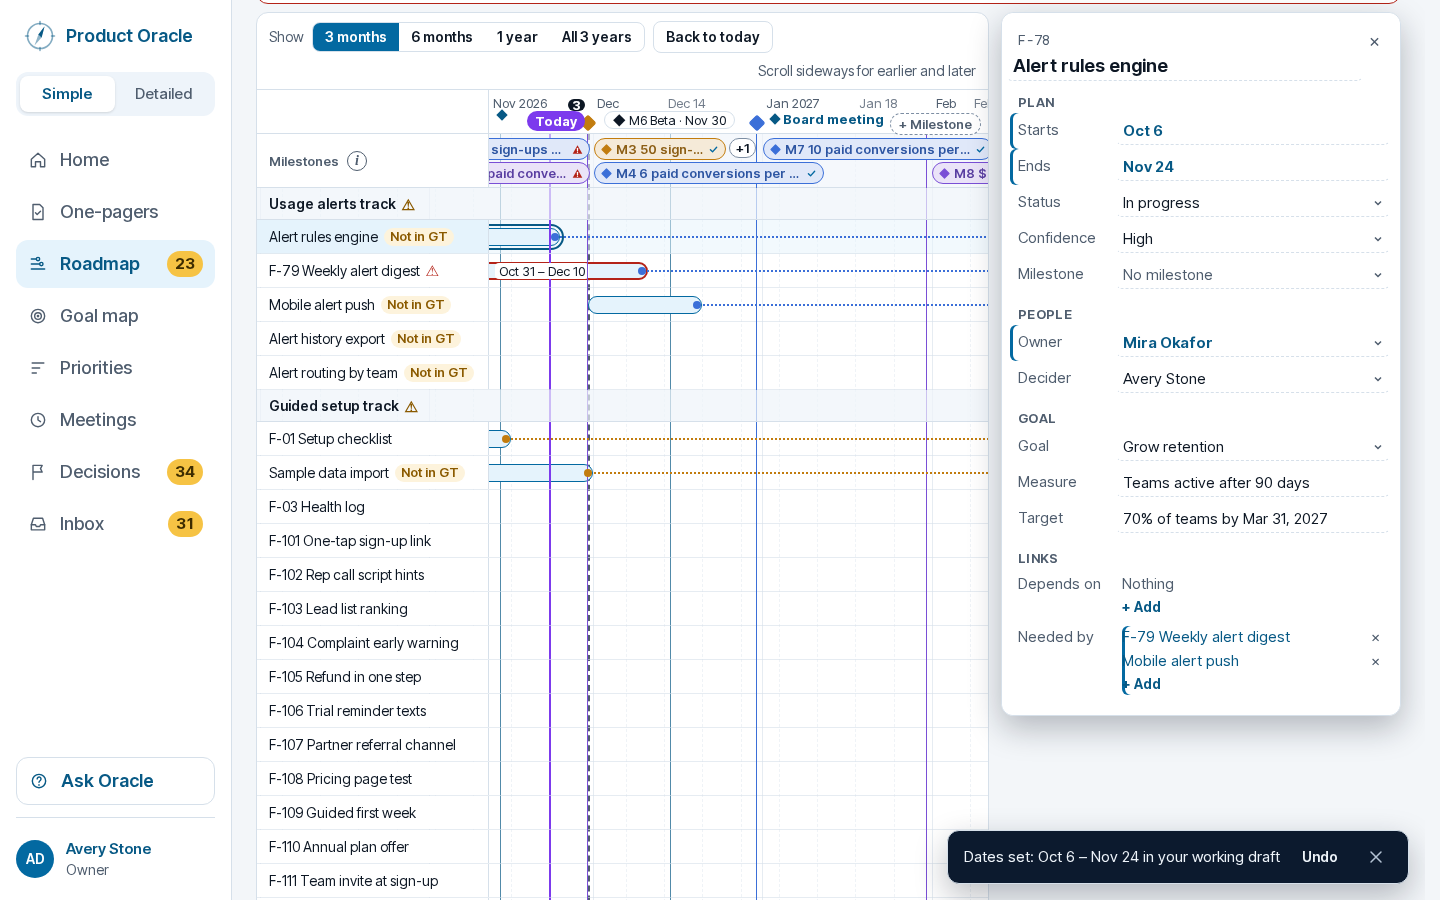 Product Oracle
Simple
Detailed
Home
One-pagers
Roadmap
23
Goal map
Priorities
Meetings
Decisions
34
Inbox
31
Ask Oracle
AD
Avery Stone
Owner
Show
3 months
6 months
1 year
All 3 years
Back to today
Scroll sideways for earlier and later
Nov 2026
3
Dec
Dec 14
Jan 2027
Jan 18
Feb
Fe
Today
M6 Beta · Nov 30
Board meeting
+ Milestone
Milestones
i
sign-ups ...
M3 50 sign-...
+1
M7 10 paid conversions per...
paid conve...
M4 6 paid conversions per ...
M8 $
Usage alerts track
Alert rules engine
Not in GT
F-79 Weekly alert digest
Oct 31 – Dec 10
Mobile alert push
Not in GT
Alert history export
Not in GT
Alert routing by team
Not in GT
Guided setup track
F-01 Setup checklist
Sample data import
Not in GT
F-03 Health log
F-101 One-tap sign-up link
F-102 Rep call script hints
F-103 Lead list ranking
F-104 Complaint early warning
F-105 Refund in one step
F-106 Trial reminder texts
F-107 Partner referral channel
F-108 Pricing page test
F-109 Guided first week
F-110 Annual plan offer
F-111 Team invite at sign-up
F-78
Alert rules engine
PLAN
Starts
Oct 6
Ends
Nov 24
Status
In progress
Confidence
High
Milestone
No milestone
PEOPLE
Owner
Mira Okafor
Decider
Avery Stone
GOAL
Goal
Grow retention
Measure
Teams active after 90 days
Target
70% of teams by Mar 31, 2027
LINKS
Depends on
Nothing
+ Add
Needed by
F-79 Weekly alert digest
Mobile alert push
+ Add
Dates set: Oct 6 – Nov 24 in your working draft
Undo